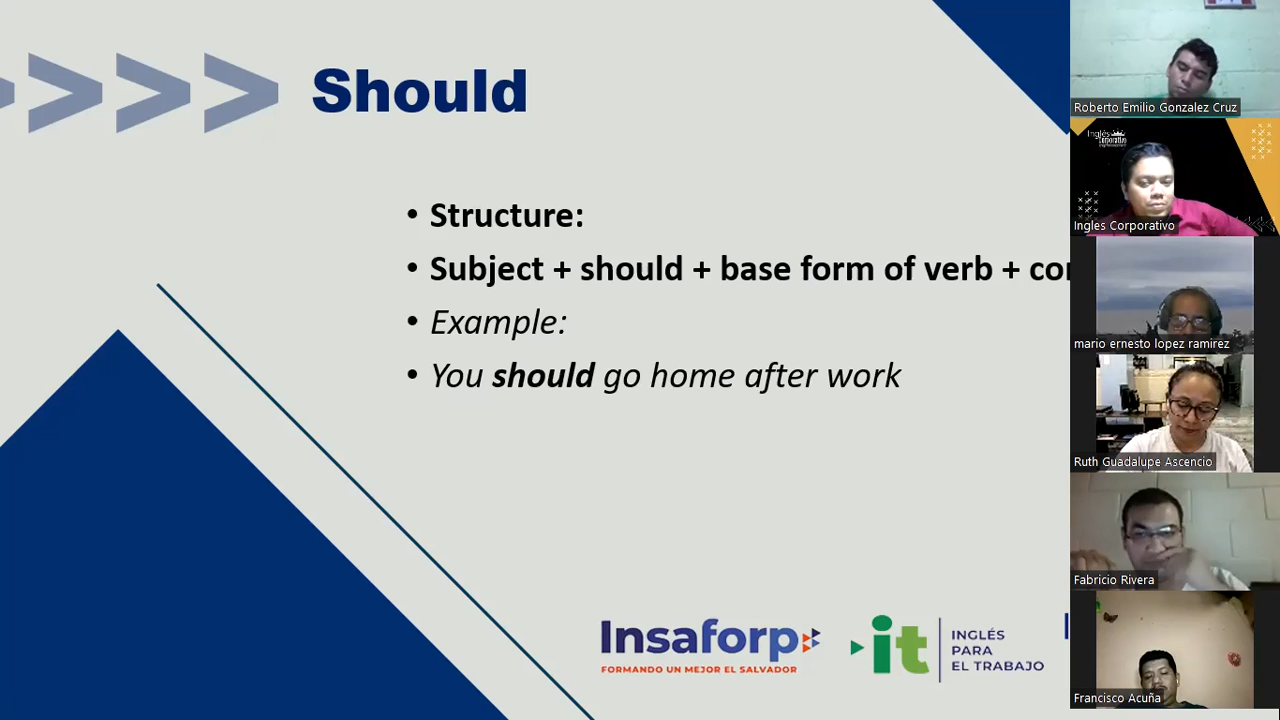 Should
• Structure:
• Subject + should + base form of verb +
• Example:
• You should go home after work
Insaforp
FORMANDO UN MEJOR EL SALVADOR
it
INGLÉS
PARA
EL TRABAJO
Roberto Emilio Gonzalez Cruz
Inglés
Corporativo
Ingles Corporativo
mario ernesto lopez ramirez
Ruth Guadalupe Ascencio
Fabricio Rivera
Francisco Acuña